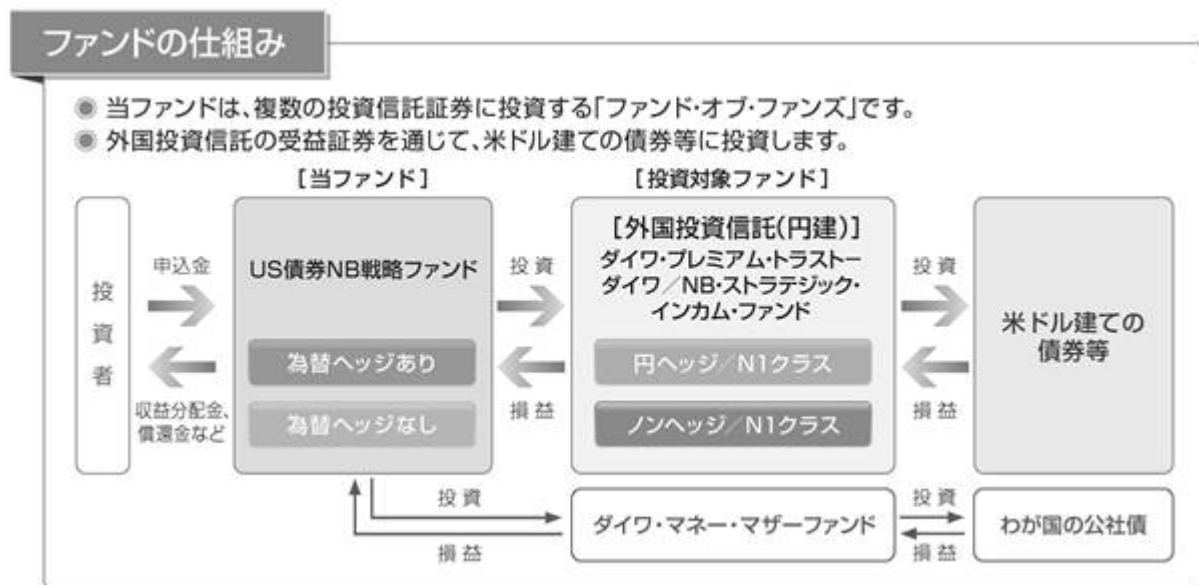 ファンドの仕組み
◉ 当ファンドは、複数の投資信託証券に投資する「ファンド・オブ・ファンズ」です。
◉ 外国投資信託の受益証券を通じて、米ドル建ての債券等に投資します。
[当ファンド]
[投資対象ファンド]
投資者
申込金
収益分配金、
償還金など
US債券NB戦略ファンド
為替ヘッジあり
為替ヘッジなし
投資
損益
[外国投資信託(円建)]
ダイワ・プレミアム・トラストー
ダイワ/NB・ストラテジック・
インカム・ファンド
円ヘッジ/N1クラス
ノンヘッジ/N1クラス
投資
損益
米ドル建ての
債券等
投資
損益
ダイワ・マネー・マザーファンド
投資
損益
わが国の公社債